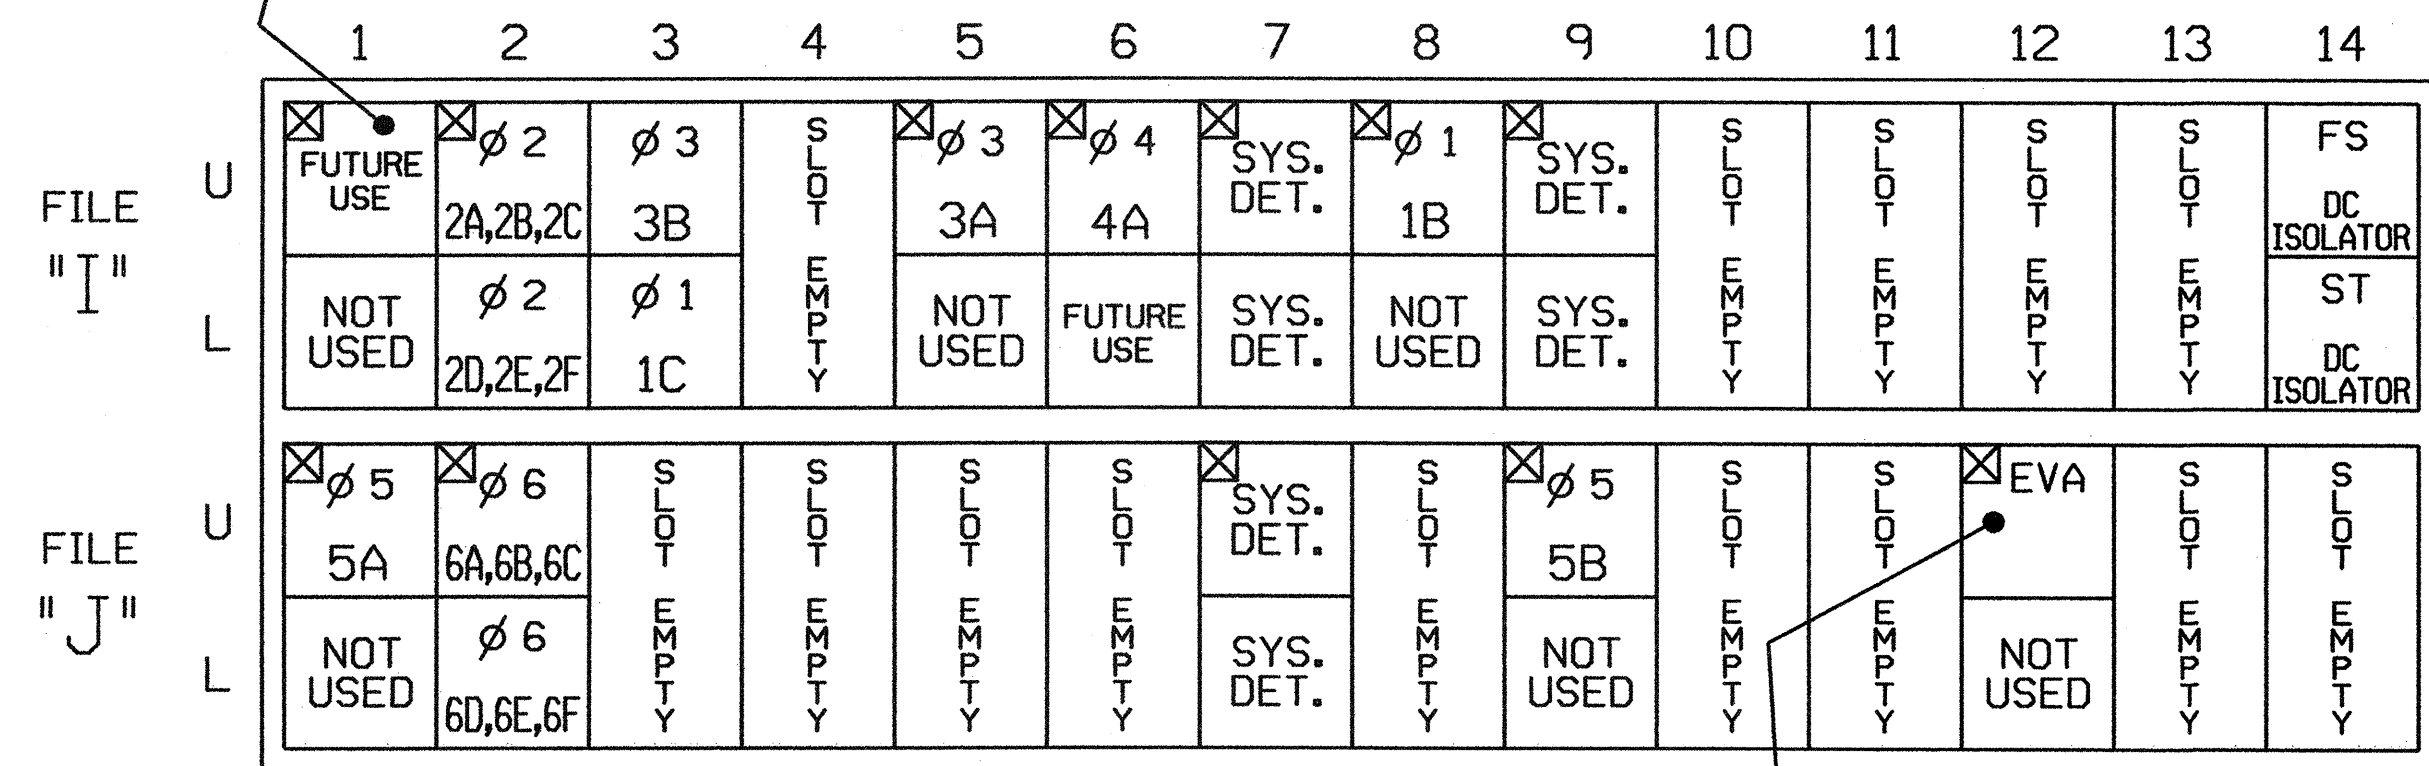 1 2 3 4 5 6 7 8 9 10 11 12 13 14
FILE "I"
U
FUTURE USE
Ø 2 2A,2B,2C
Ø 3 3B
SLOT EMPTY
Ø 3 3A
Ø 4 4A
SYS. DET.
Ø 1 1B
SYS. DET.
SLOT EMPTY
SLOT EMPTY
SLOT EMPTY
SLOT EMPTY
FS DC ISOLATOR
L
NOT USED
Ø 2 2D,2E,2F
Ø 1 1C
NOT USED
FUTURE USE
SYS. DET.
NOT USED
SYS. DET.
ST DC ISOLATOR
FILE "J"
U
Ø 5 5A
Ø 6 6A,6B,6C
SLOT EMPTY
SLOT EMPTY
SLOT EMPTY
SLOT EMPTY
SYS. DET.
SLOT EMPTY
Ø 5 5B
SLOT EMPTY
SLOT EMPTY
EVA
SLOT EMPTY
SLOT EMPTY
L
NOT USED
Ø 6 6D,6E,6F
SYS. DET.
NOT USED
NOT USED